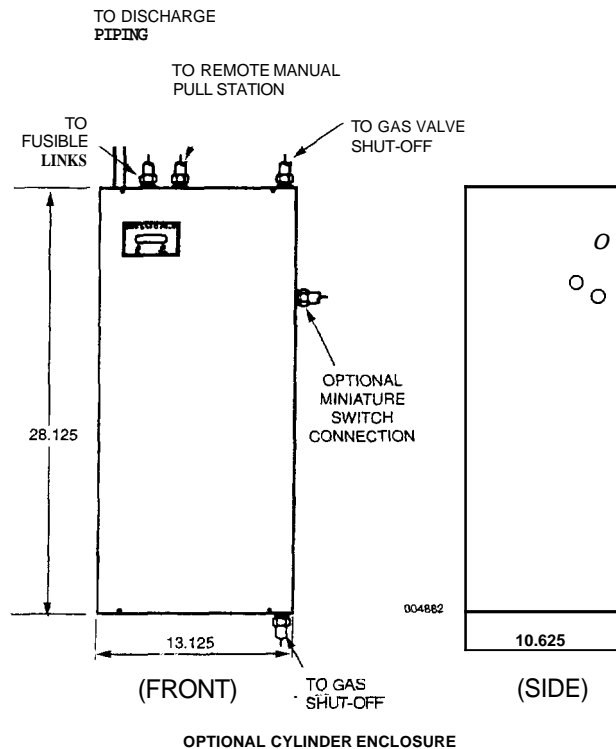 TO DISCHARGE
PIPING
TO REMOTE MANUAL
PULL STATION
TO
FUSIBLE
LINKS
TO GAS VALVE
SHUT-OFF
OPTIONAL
MINIATURE
SWITCH
CONNECTION
28.125
004882
13.125
10.625
(FRONT)
TO GAS
SHUT-OFF
(SIDE)
OPTIONAL CYLINDER ENCLOSURE